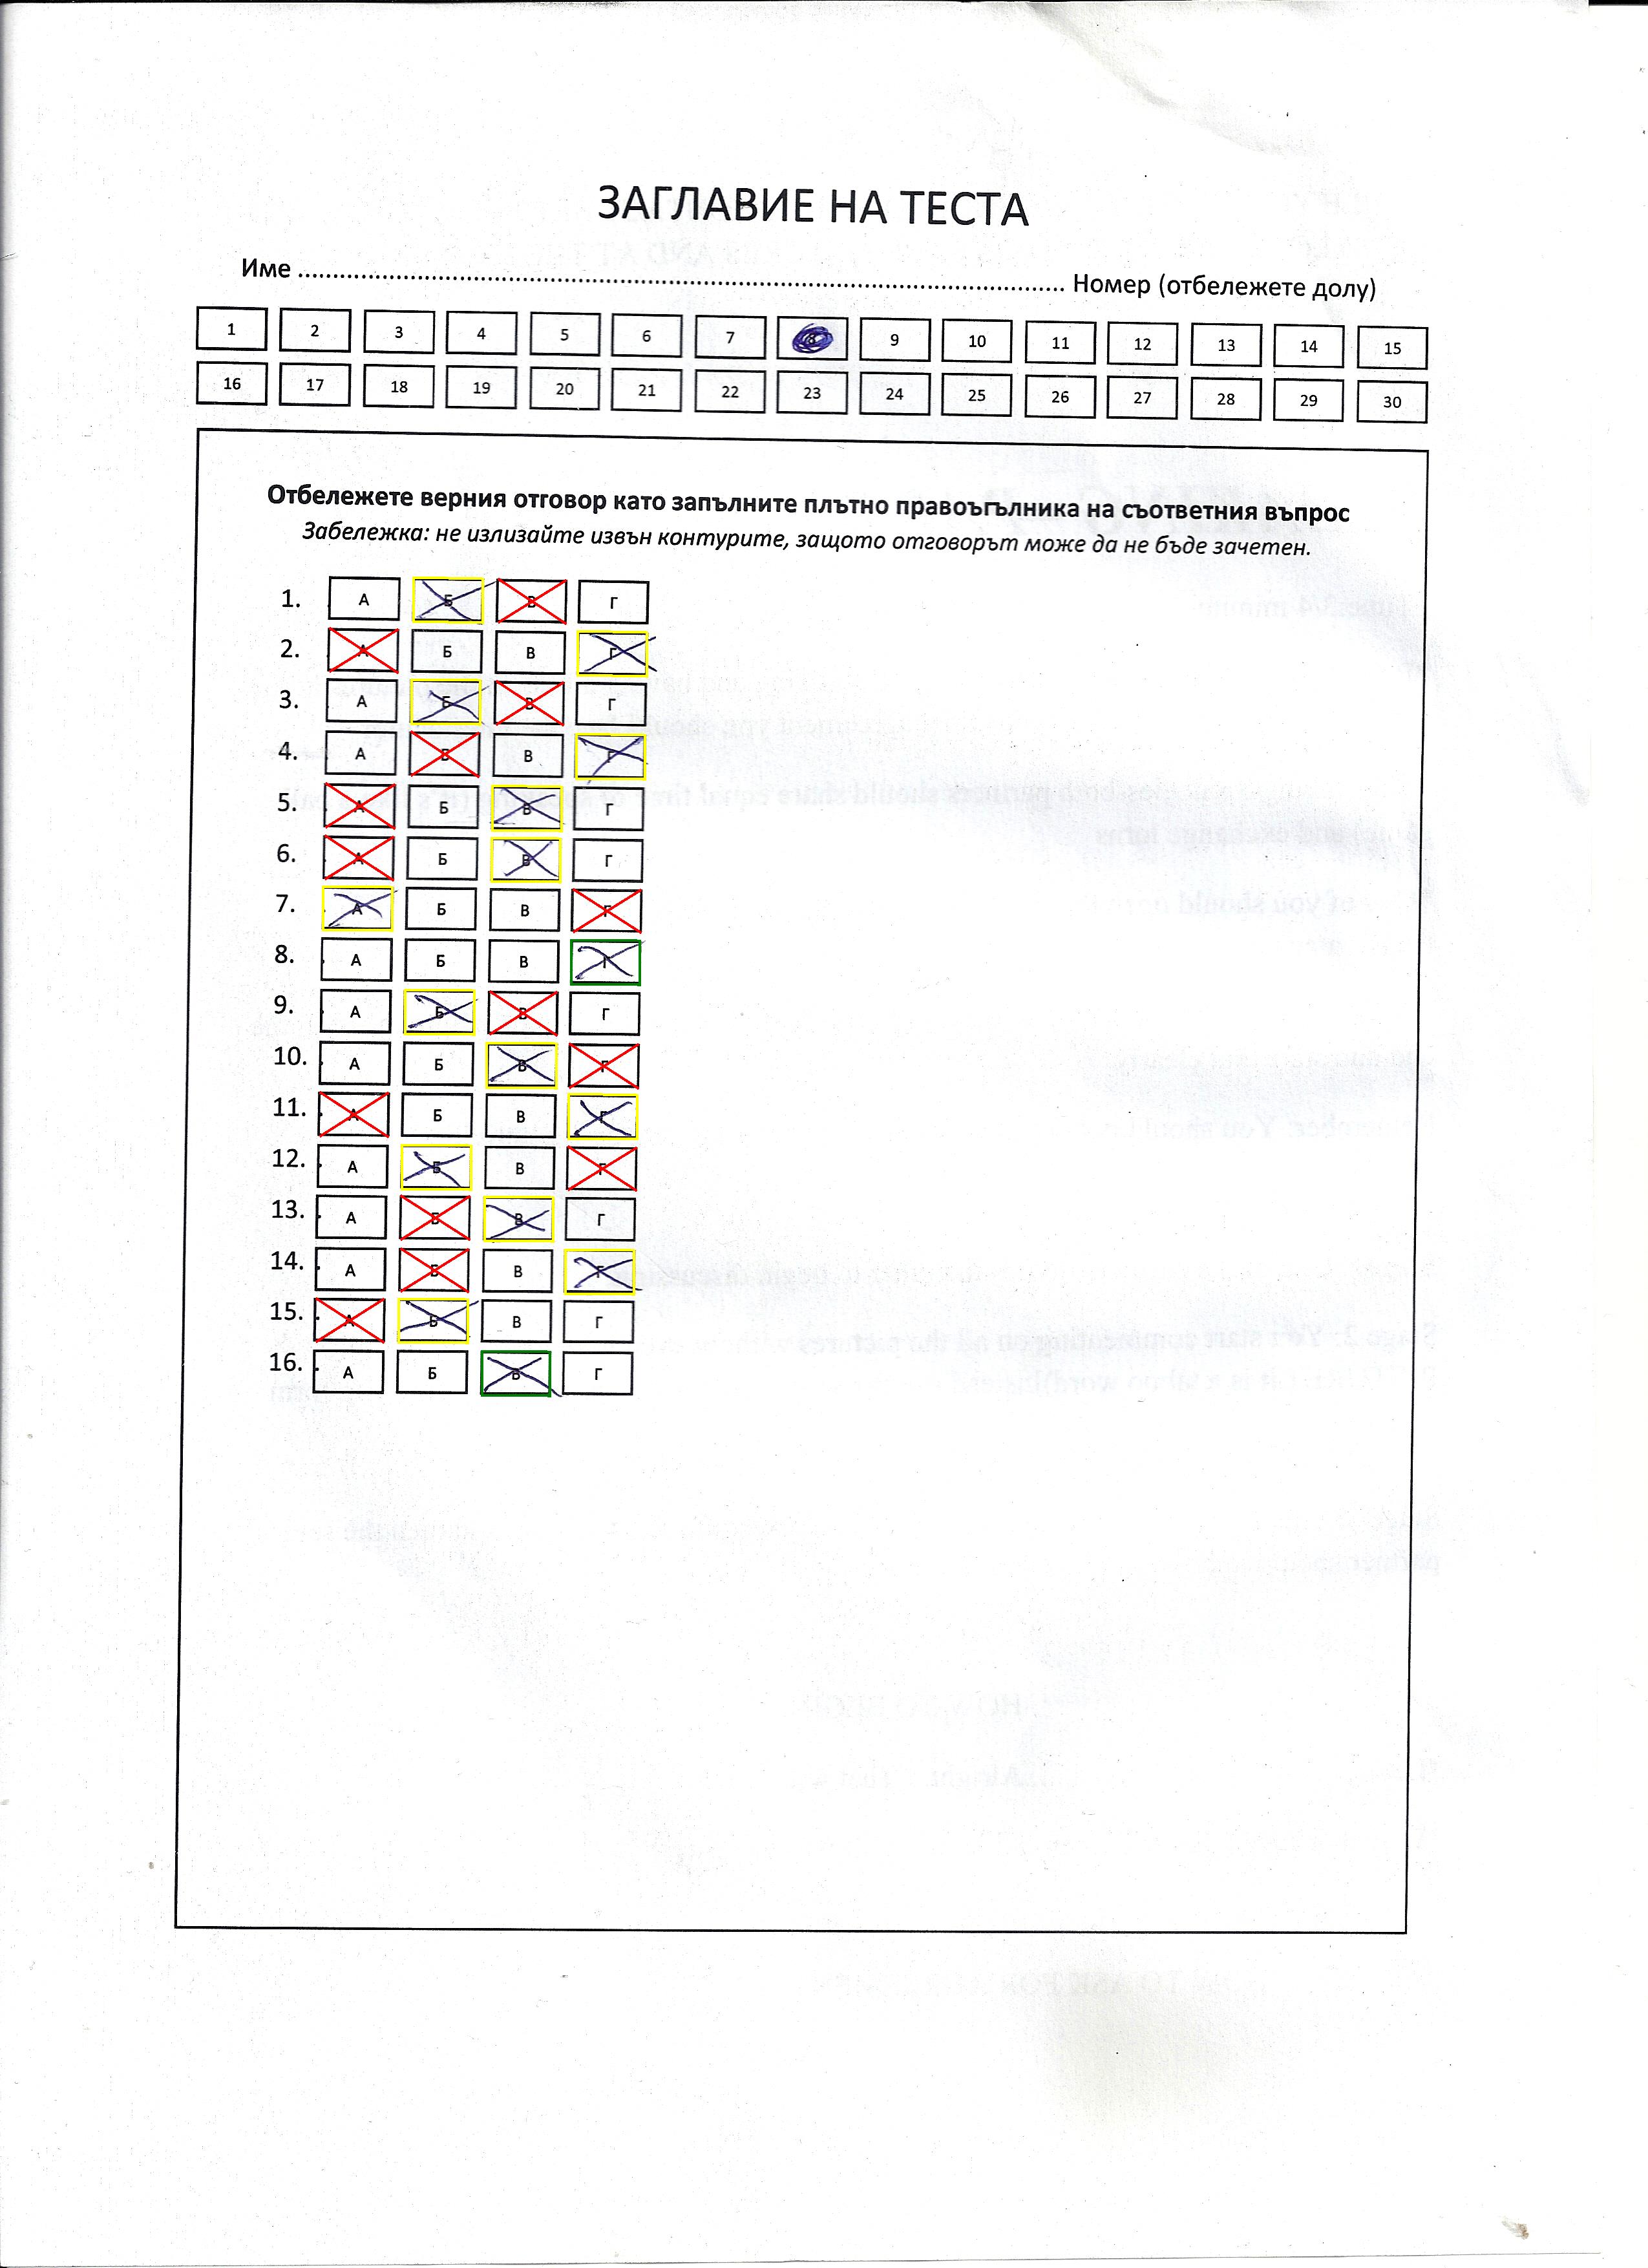 ЗАГЛАВИЕ НА ТЕСТА
Име ........................................................................................................ Номер (отбележете долу)
1 2 3 4 5 6 7 8 9 10 11 12 13 14 15
16 17 18 19 20 21 22 23 24 25 26 27 28 29 30
Отбележете верния отговор като запълните плътно правоъгълника на съответния въпрос
Забележка: не излизайте извън контурите, защото отговорът може да не бъде зачетен.
1. А Б В Г
2. А Б В Г
3. А Б В Г
4. А Б В Г
5. А Б В Г
6. А Б В Г
7. А Б В Г
8. А Б В Г
9. А Б В Г
10. А Б В Г
11. А Б В Г
12. А Б В Г
13. А Б В Г
14. А Б В Г
15. А Б В Г
16. А Б В Г